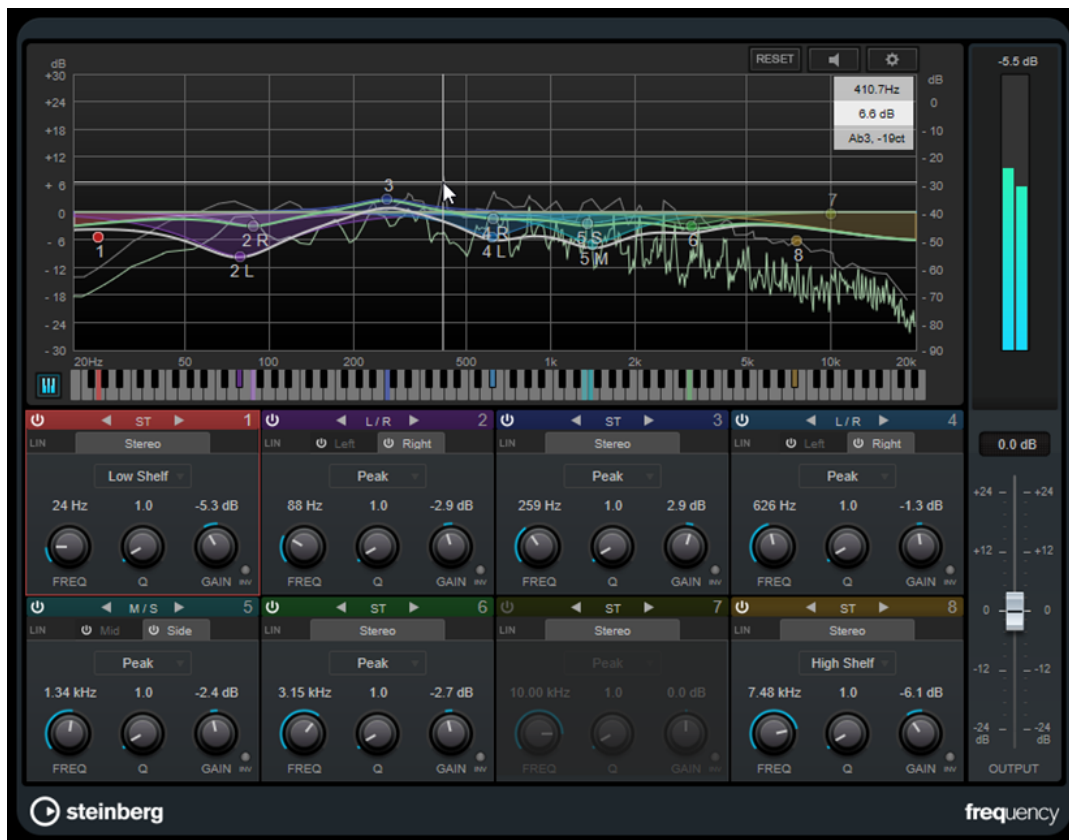 RESET
-5.5 dB
dB
+30
+24
+18
+12
+ 6
0
- 6
- 12
- 18
- 24
- 30
dB
0
- 10
- 20
- 30
- 40
- 50
- 60
- 70
- 80
- 90
410.7Hz
6.6 dB
Ab3, -19ct
1
2 R
2 L
3
4 R
4 L
5 S
5 M
6
7
8
20Hz 50 100 200 500 1k 2k 5k 10k 20k
ST 1
LIN Stereo
Low Shelf
24 Hz 1.0 -5.3 dB
FREQ Q GAIN INV
L / R 2
LIN Left Right
Peak
88 Hz 1.0 -2.9 dB
FREQ Q GAIN INV
ST 3
LIN Stereo
Peak
259 Hz 1.0 2.9 dB
FREQ Q GAIN INV
L / R 4
LIN Left Right
Peak
626 Hz 1.0 -1.3 dB
FREQ Q GAIN INV
M / S 5
LIN Mid Side
Peak
1.34 kHz 1.0 -2.4 dB
FREQ Q GAIN INV
ST 6
LIN Stereo
Peak
3.15 kHz 1.0 -2.7 dB
FREQ Q GAIN INV
ST 7
LIN Stereo
Peak
10.00 kHz 1.0 0.0 dB
FREQ Q GAIN INV
ST 8
LIN Stereo
High Shelf
7.48 kHz 1.0 -6.1 dB
FREQ Q GAIN INV
0.0 dB
+24 +24
+12 +12
0 0
-12 -12
-24 -24
dB dB
OUTPUT
steinberg
frequency